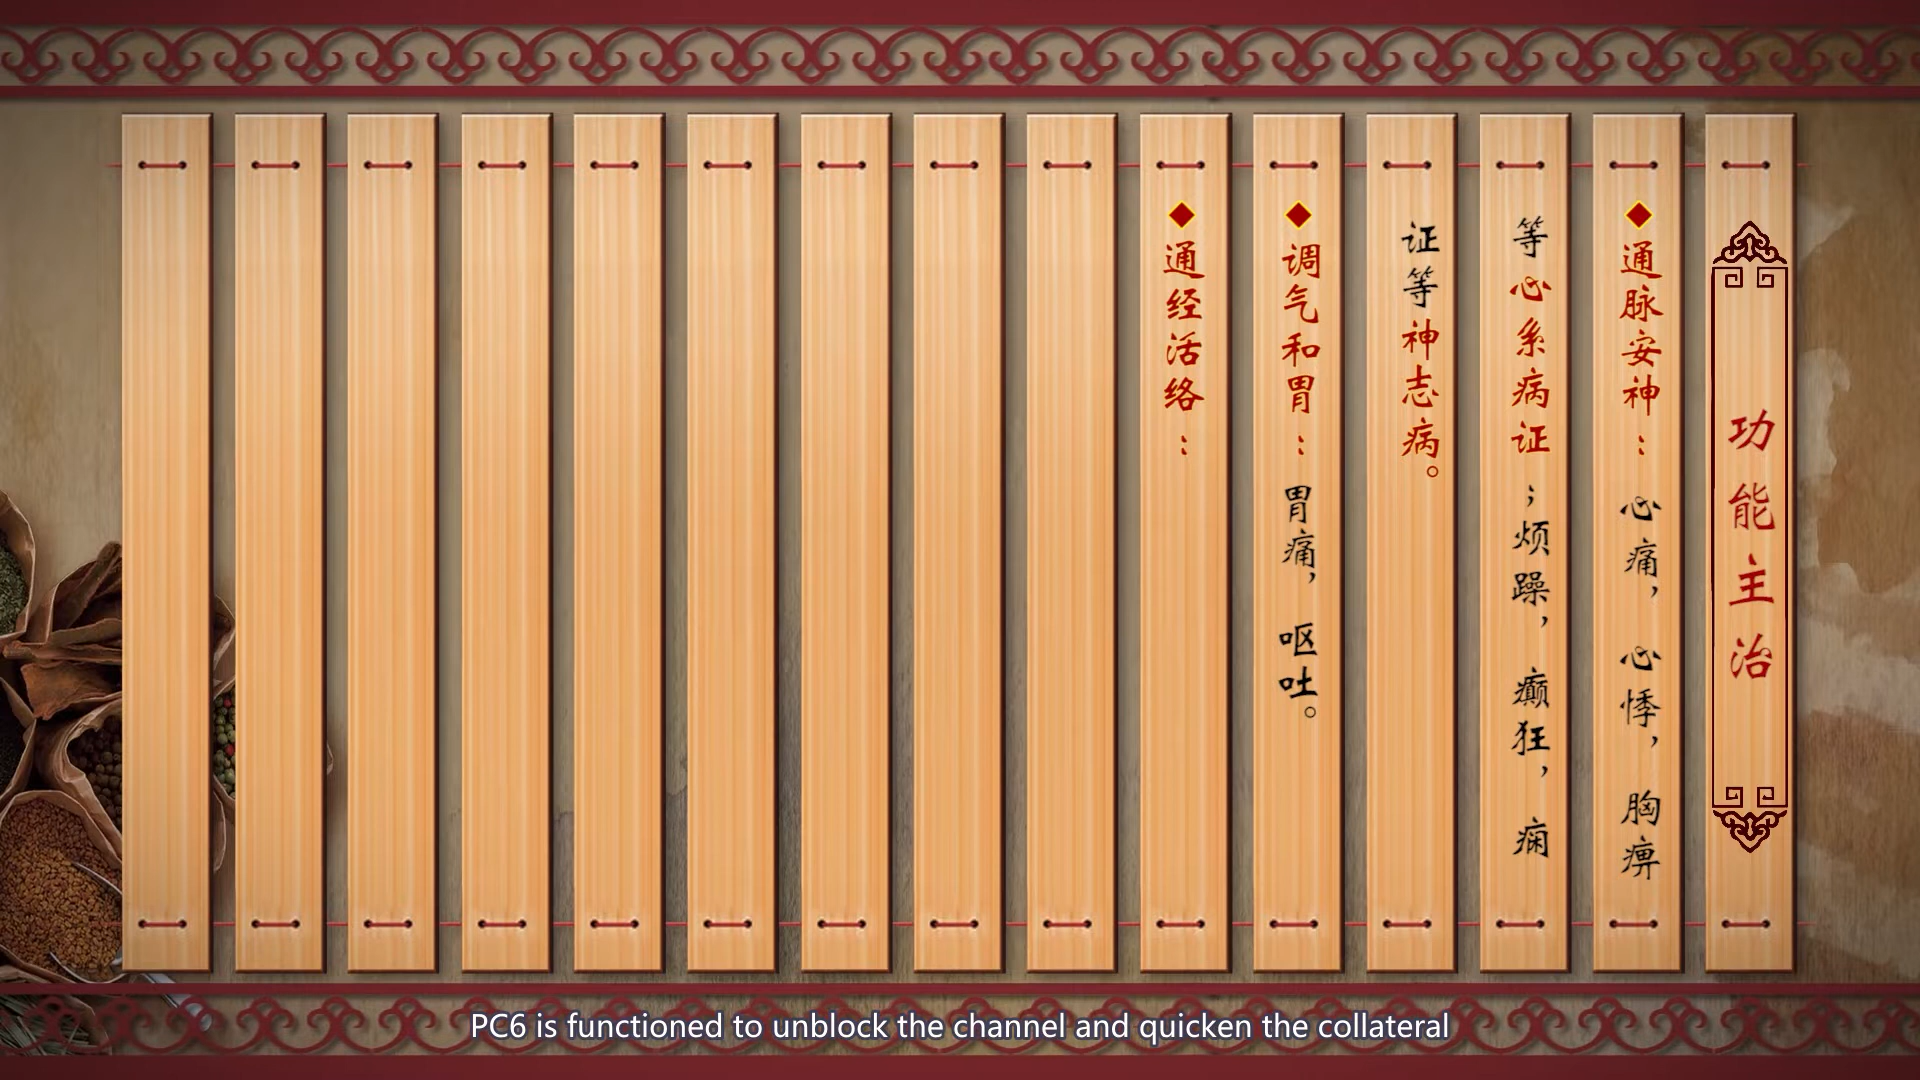 功能主治
◆通脉安神：心痛，心悸，胸痹
等心系病证；烦躁，癫狂，痫
证等神志病。
◆调气和胃：胃痛，呕吐。
◆通经活络：
PC6 is functioned to unblock the channel and quicken the collateral